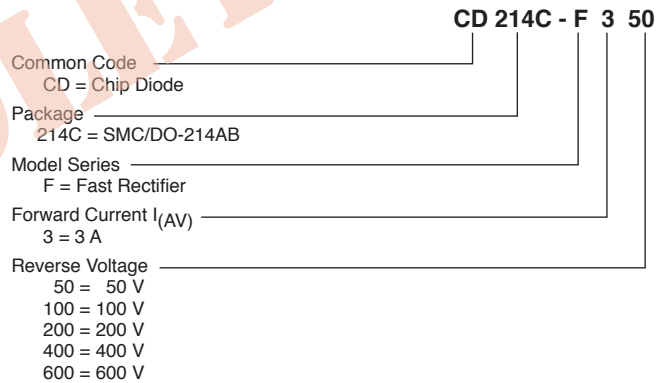 CD 214C - F 3 50
Common Code
CD = Chip Diode
Package
214C = SMC/DO-214AB
Model Series
F = Fast Rectifier
Forward Current I(AV)
3 = 3 A
Reverse Voltage
50 = 50 V
100 = 100 V
200 = 200 V
400 = 400 V
600 = 600 V